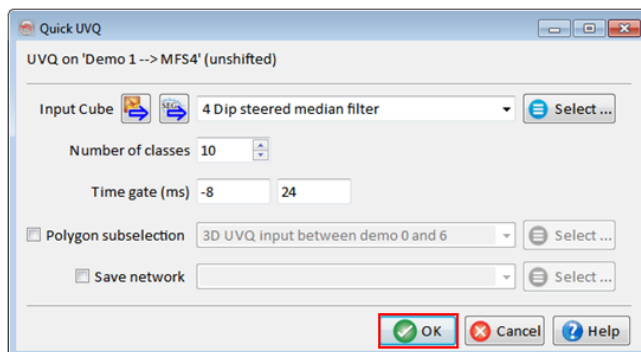 Quick UVQ
UVQ on 'Demo 1 --> MFS4' (unshifted)
Input Cube SEG 4 Dip steered median filter Select ...
Number of classes 10
Time gate (ms) -8 24
Polygon subselection 3D UVQ input between demo 0 and 6 Select ...
Save network Select ...
OK Cancel Help